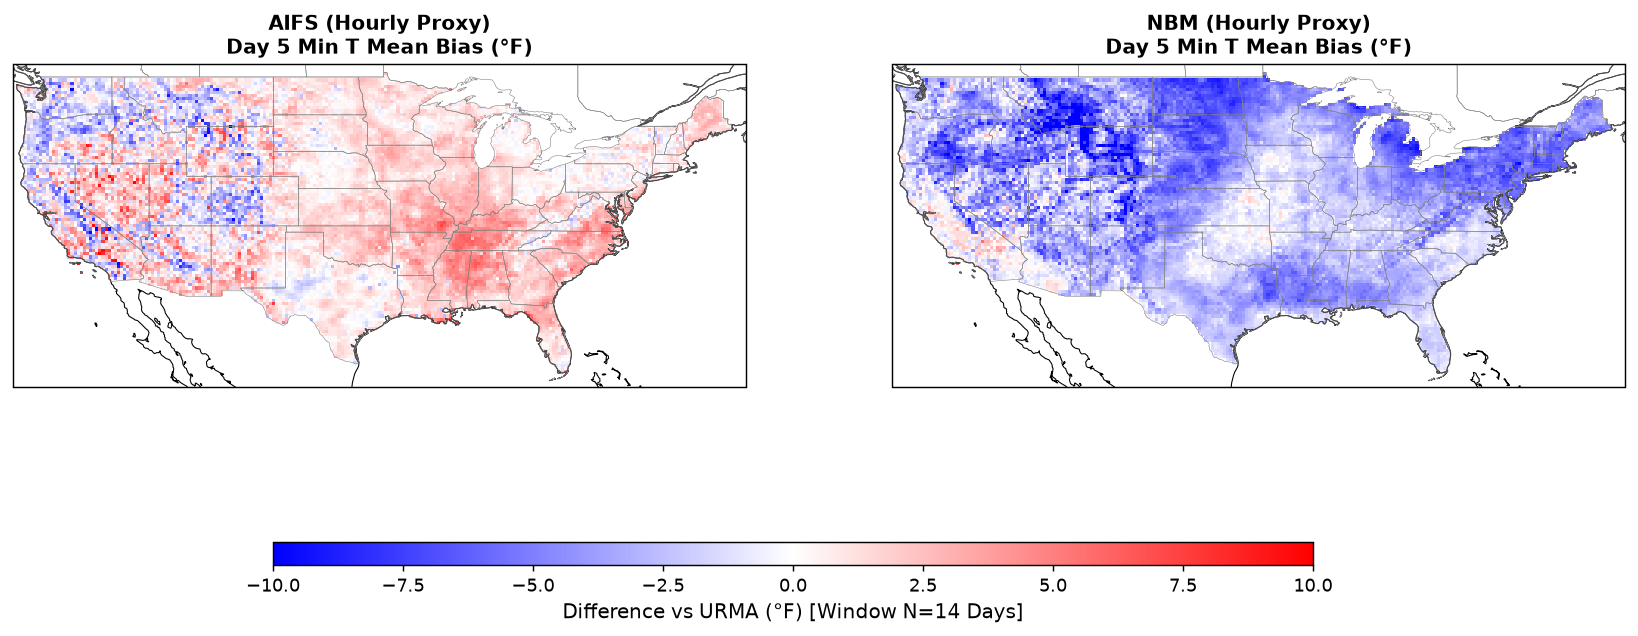 AIFS (Hourly Proxy)
Day 5 Min T Mean Bias (°F)
NBM (Hourly Proxy)
Day 5 Min T Mean Bias (°F)
−10.0
−7.5
−5.0
−2.5
0.0
2.5
5.0
7.5
10.0
Difference vs URMA (°F) [Window N=14 Days]